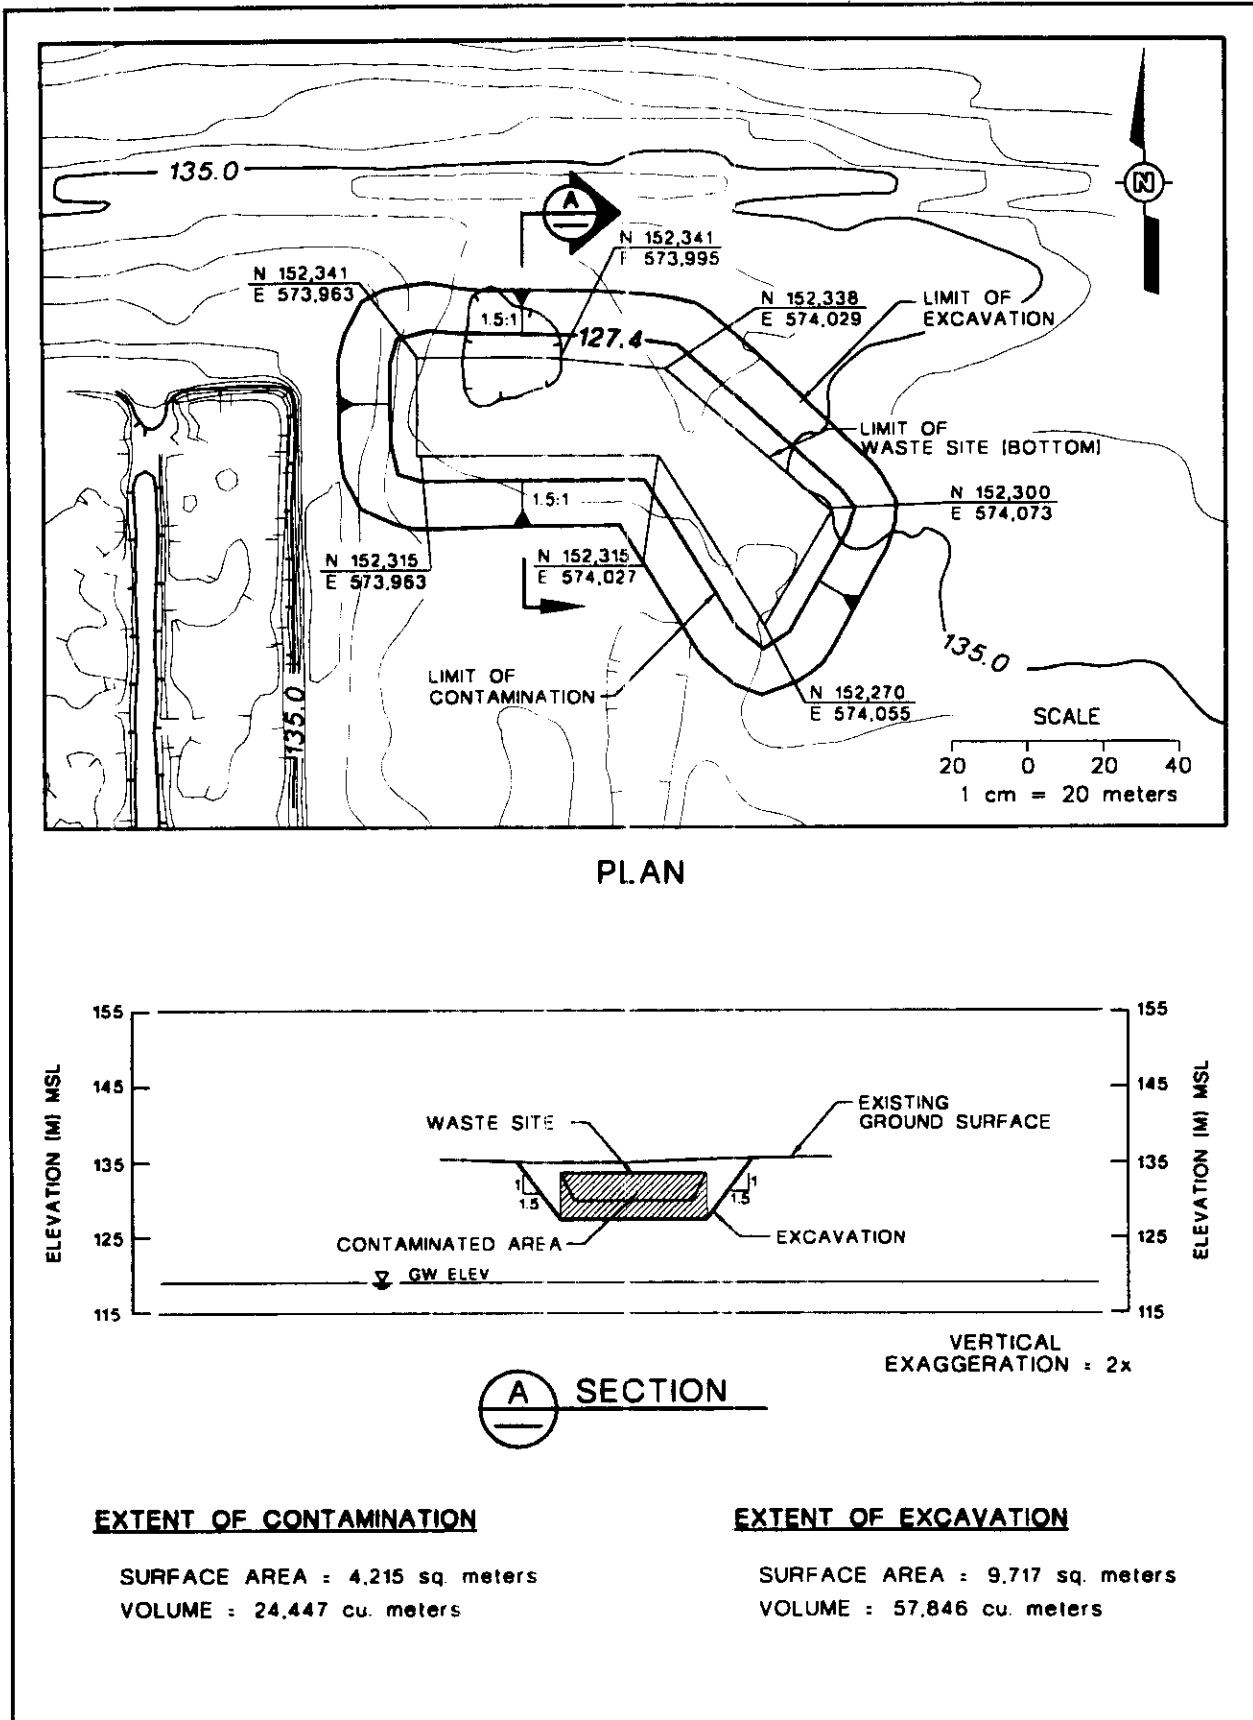 135.0
A
N
N 152,341
E 573,995
N 152,341
E 573,963
N 152,338
E 574,029
LIMIT OF
EXCAVATION
1.5:1
127.4
LIMIT OF
WASTE SITE (BOTTOM)
N 152,300
E 574,073
1.5:1
N 152,315
E 573,963
N 152,315
E 574,027
135.0
LIMIT OF
CONTAMINATION
N 152,270
E 574,055
135.0
SCALE
20 0 20 40
1 cm = 20 meters
PLAN
155
145
135
125
115
ELEVATION (M) MSL
WASTE SITE
EXISTING
GROUND SURFACE
1
1.5
1
1.5
CONTAMINATED AREA
EXCAVATION
GW ELEV
155
145
135
125
115
ELEVATION (M) MSL
VERTICAL
EXAGGERATION = 2x
A SECTION
EXTENT OF CONTAMINATION
SURFACE AREA = 4,215 sq. meters
VOLUME = 24,447 cu. meters
EXTENT OF EXCAVATION
SURFACE AREA = 9,717 sq. meters
VOLUME = 57,846 cu. meters